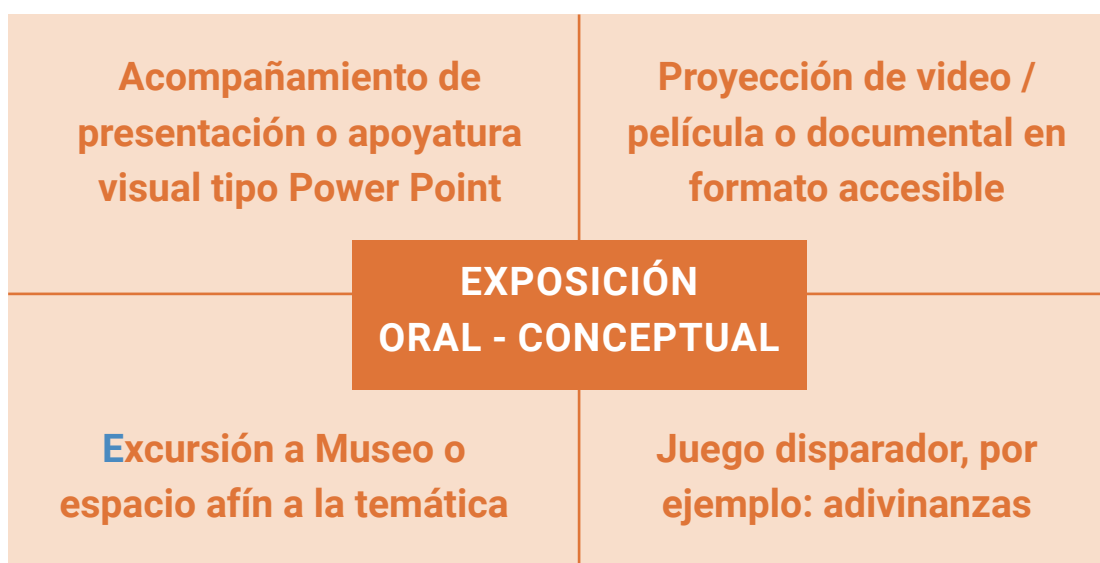 Acompañamiento de
presentación o apoyatura
visual tipo Power Point
Proyección de video /
película o documental en
formato accesible
EXPOSICIÓN
ORAL - CONCEPTUAL
Excursión a Museo o
espacio afín a la temática
Juego disparador, por
ejemplo: adivinanzas